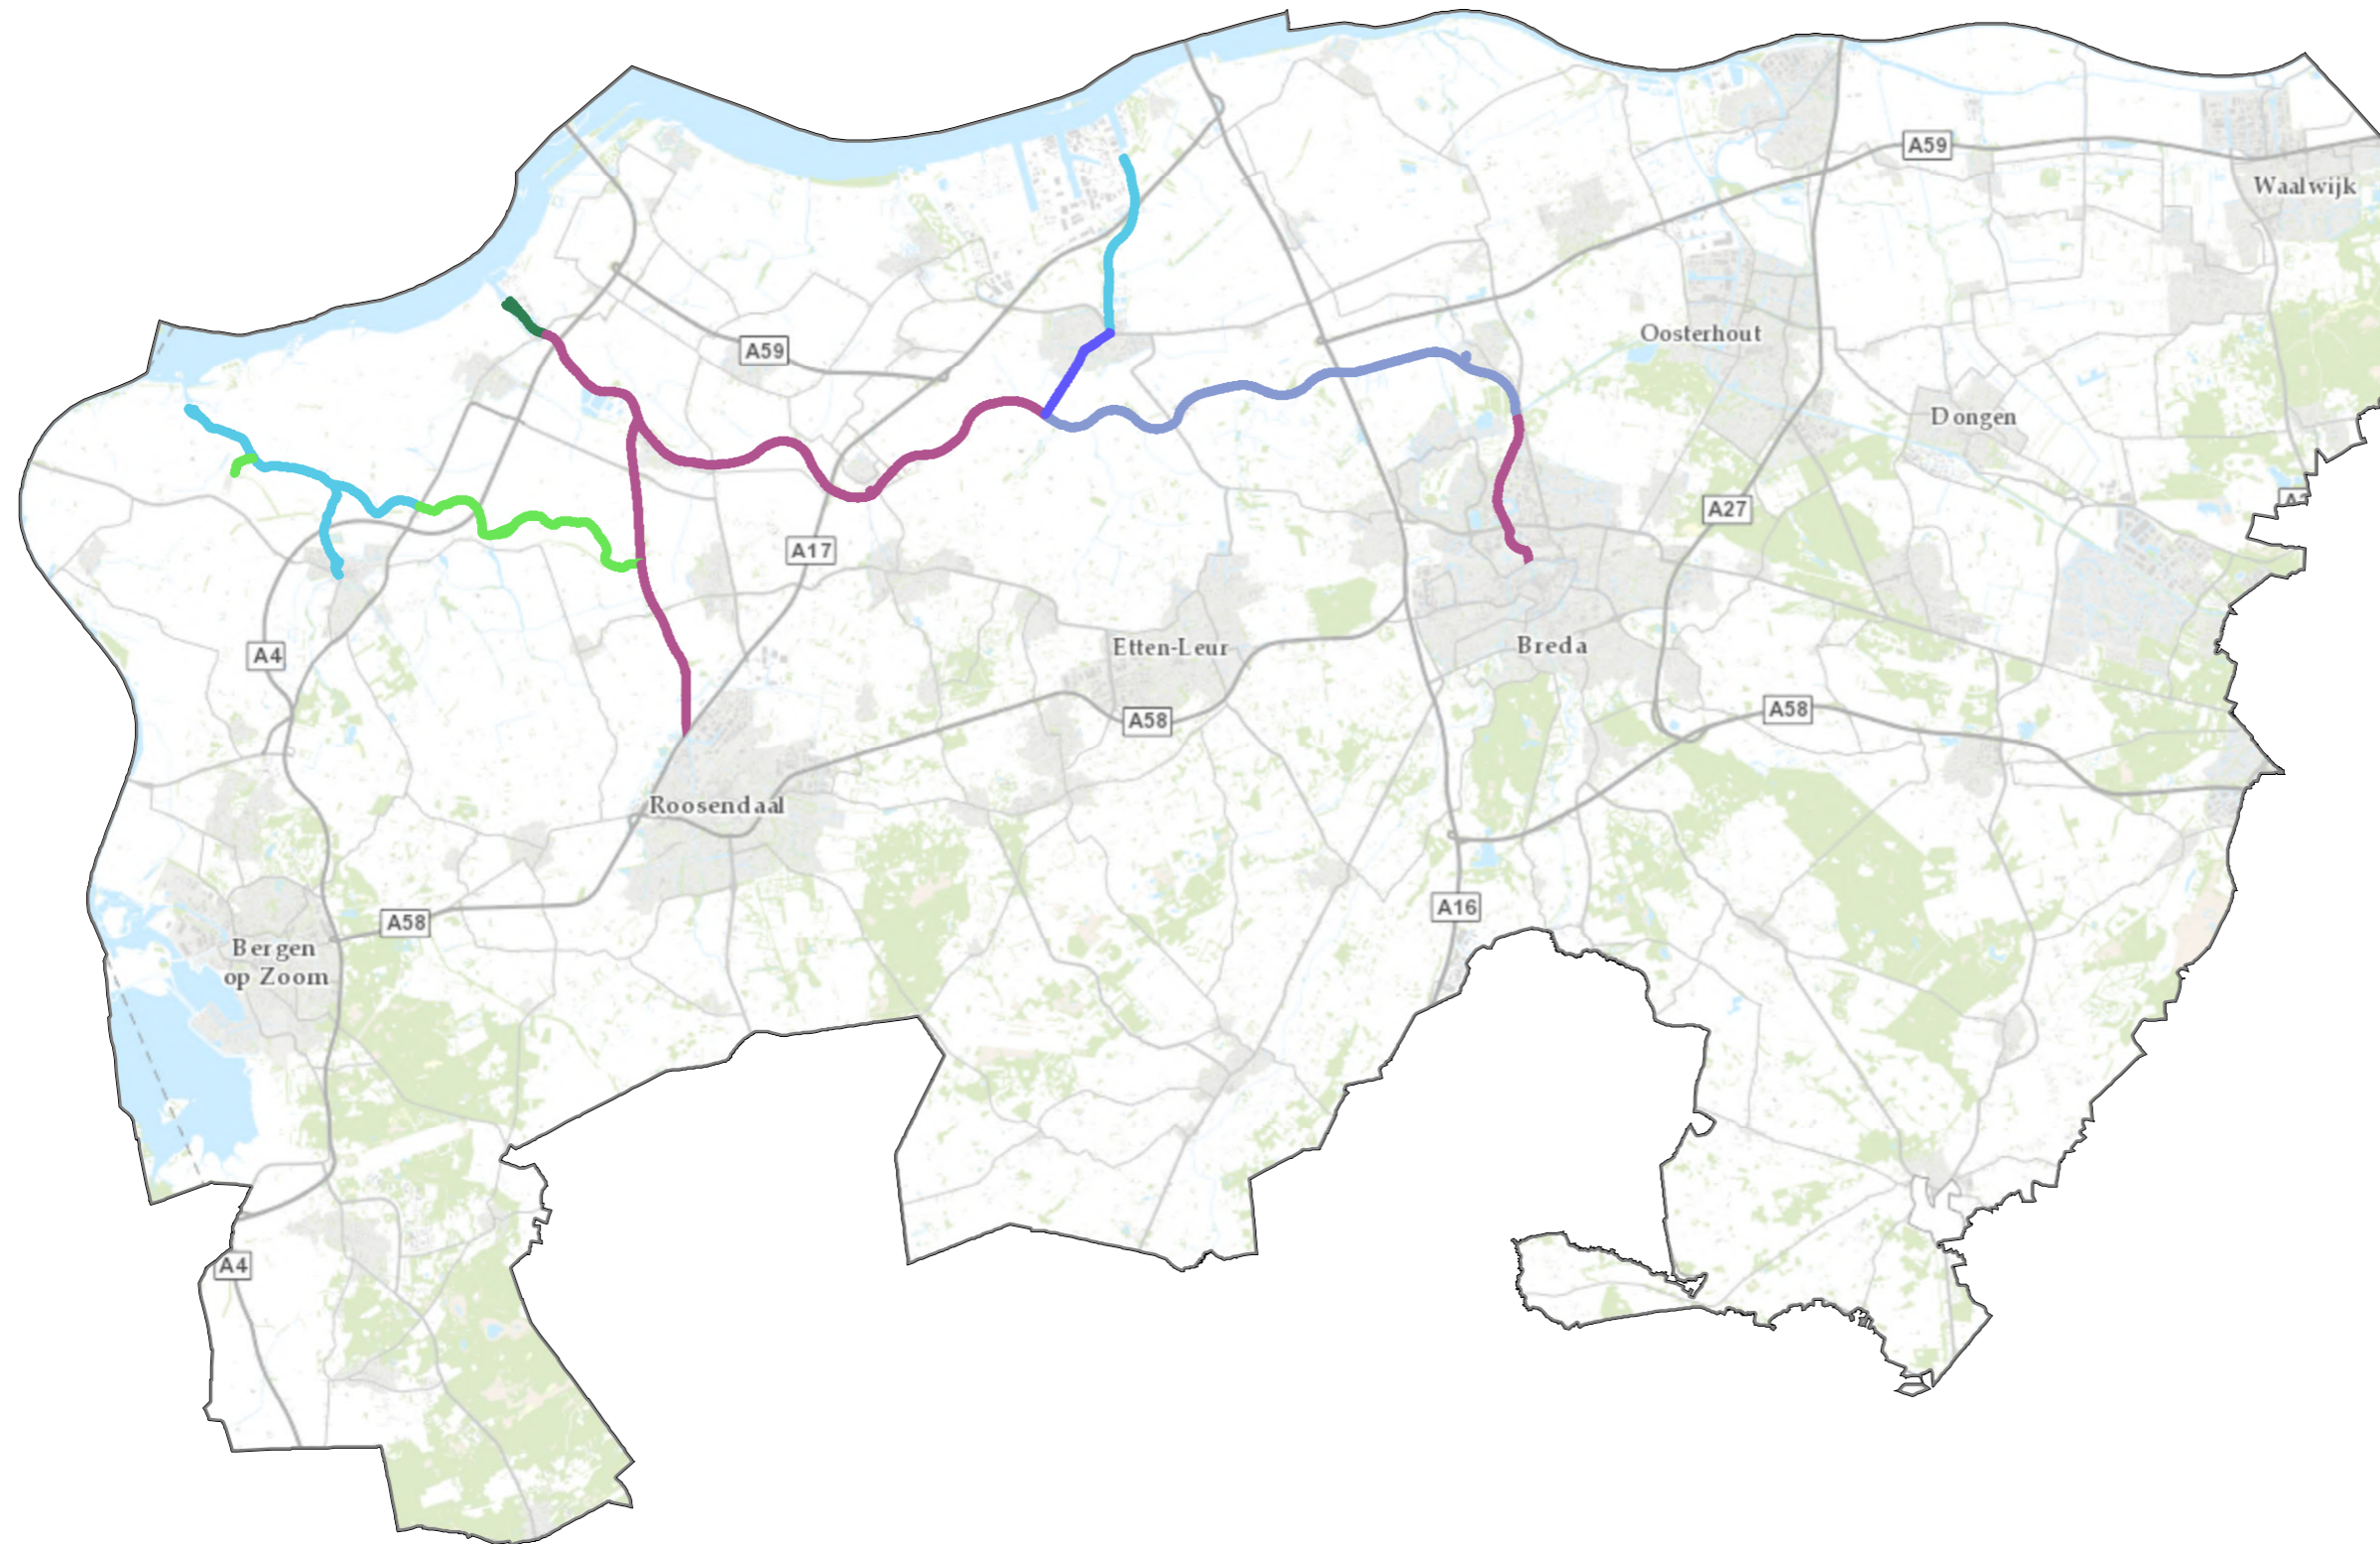 A59
Waalwijk
Oosterhout
A59
Dongen
A27
A17
Breda
A4
Etten-Leur
A58
A58
Roosendaal
A16
A58
Bergen
op Zoom
A4